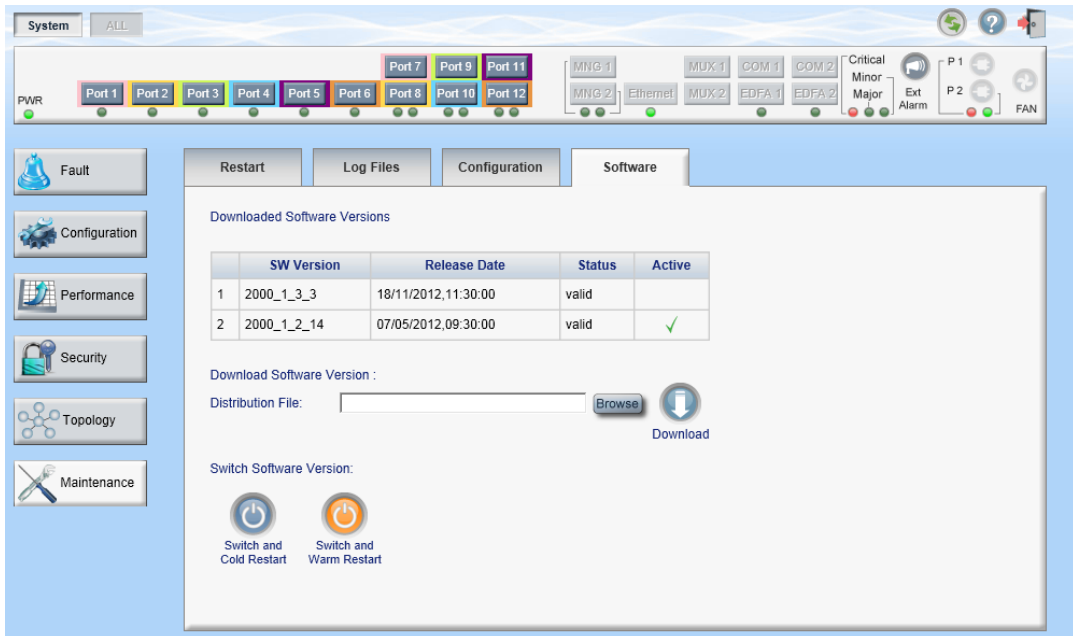 System
ALL
Port 7 Port 9 Port 11
MNG 1 MUX 1 COM 1 COM 2
Critical
Minor
Major
P 1
PWR
Port 1 Port 2 Port 3 Port 4 Port 5 Port 6 Port 8 Port 10 Port 12
MNG 2 Ethernet MUX 2 EDFA 1 EDFA 2
Ext
Alarm
P 2
FAN
Fault
Configuration
Performance
Security
Topology
Maintenance
Restart Log Files Configuration Software
Downloaded Software Versions
SW Version Release Date Status Active
1 2000_1_3_3 18/11/2012,11:30:00 valid
2 2000_1_2_14 07/05/2012,09:30:00 valid √
Download Software Version :
Distribution File: Browse
Download
Switch Software Version:
Switch and
Cold Restart
Switch and
Warm Restart